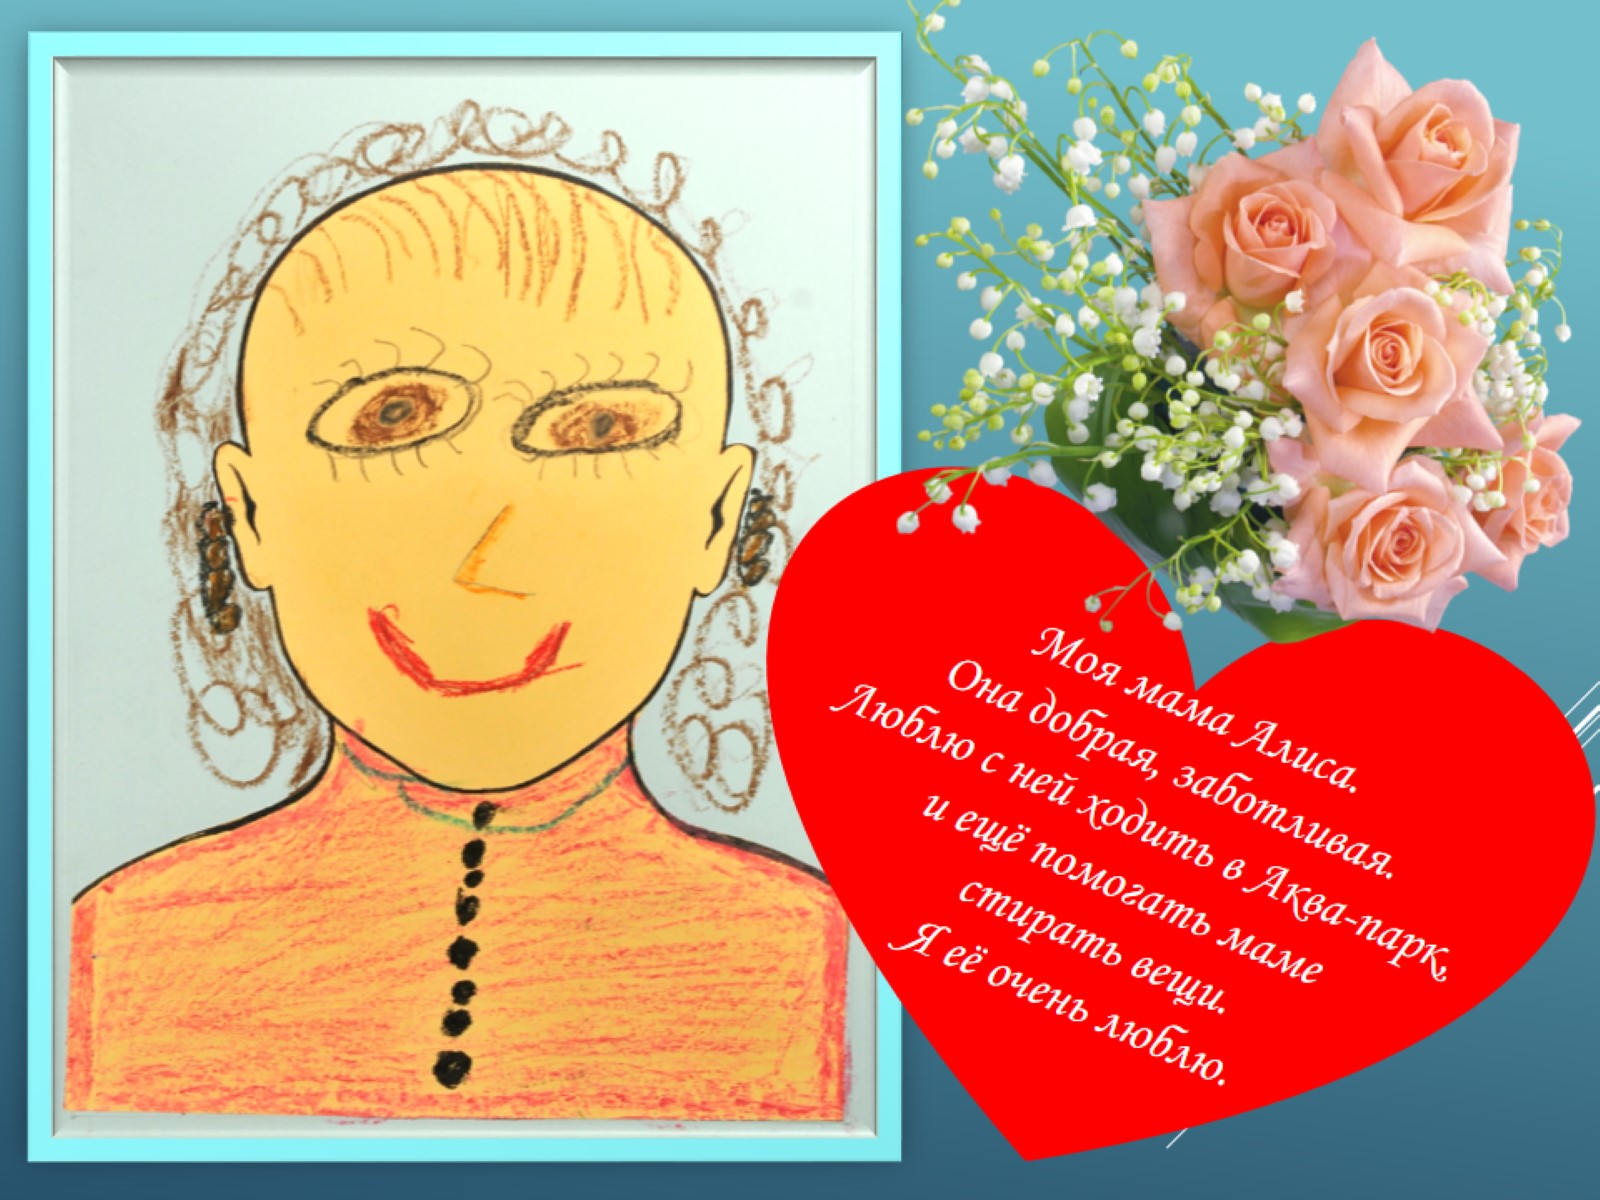 Моя мама Алиса.
Она добрая, заботливая.
Люблю с ней ходить в Аква-парк,
и ещё помогать маме
стирать вещи.
Я её очень люблю.